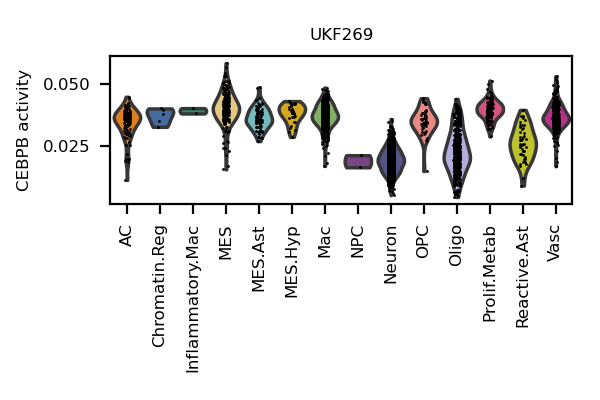 UKF269
CEBPB activity
0.050
0.025
AC
Chromatin.Reg
Inflammatory.Mac
MES
MES.Ast
MES.Hyp
Mac
NPC
Neuron
OPC
Oligo
Prolif.Metab
Reactive.Ast
Vasc